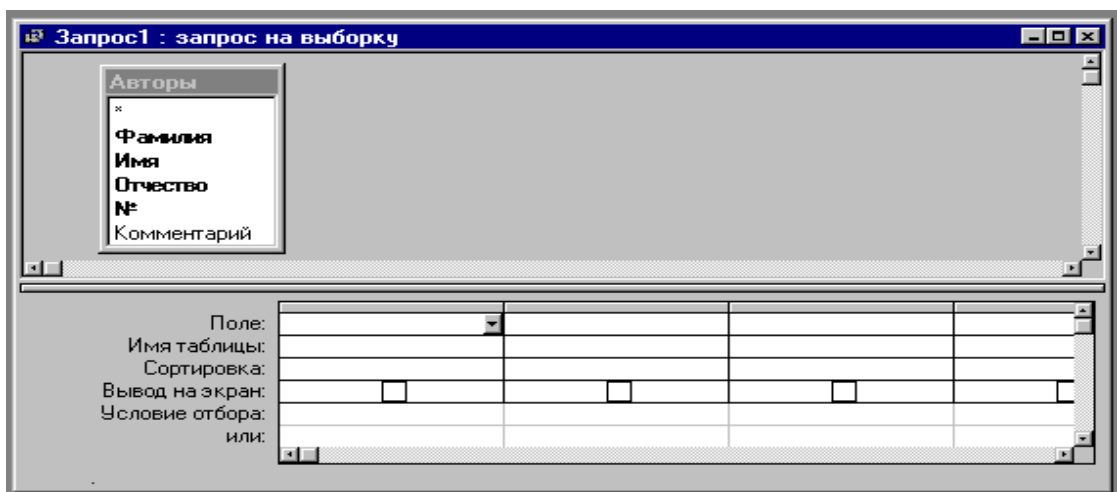 Запрос1 : запрос на выборку
Авторы
*
Фамилия
Имя
Отчество
№
Комментарий
Поле:
Имя таблицы:
Сортировка:
Вывод на экран:
Условие отбора:
или: